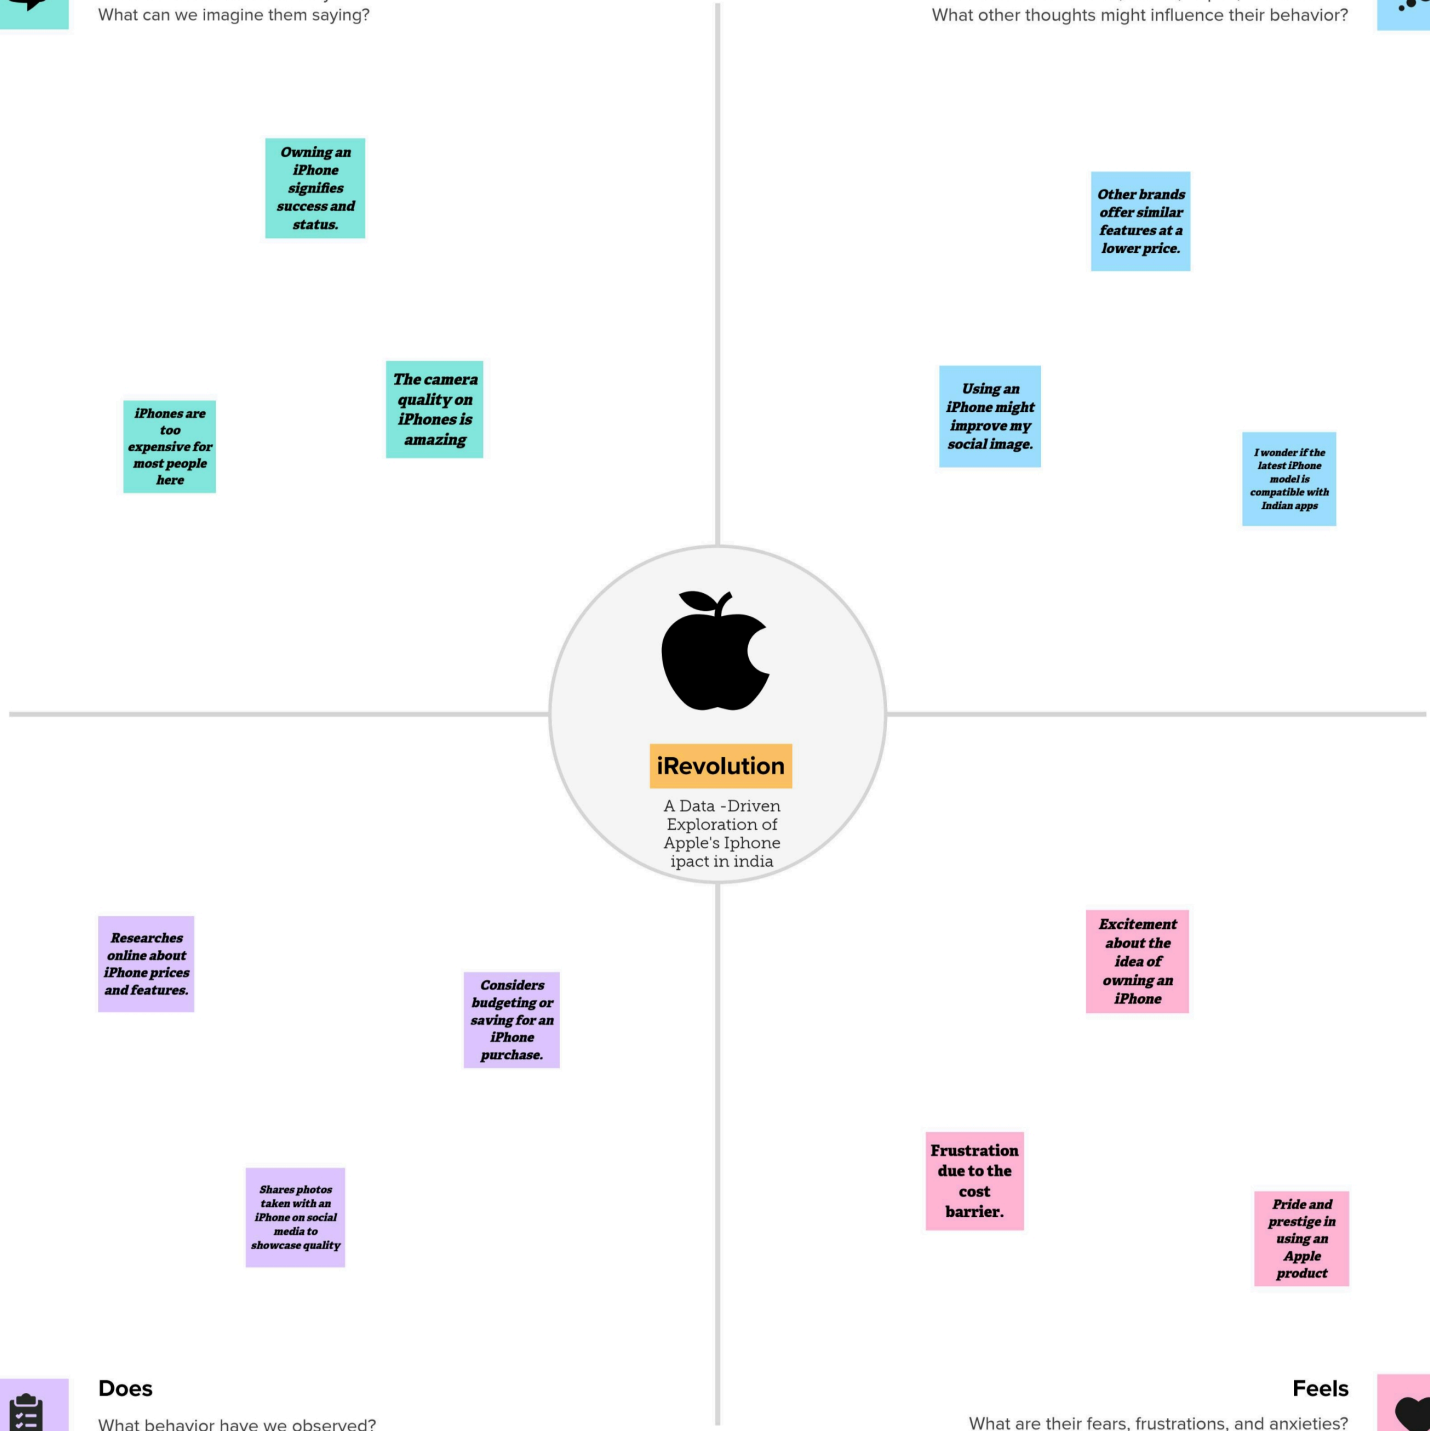 What can we imagine them saying?
What other thoughts might influence their behavior?
Owning an
iPhone
signifies
success and
status.
Other brands
offer similar
features at a
lower price.
iPhones are
too
expensive for
most people
here
The camera
quality on
iPhones is
amazing
Using an
iPhone might
improve my
social image.
I wonder if the
latest iPhone
model is
compatible with
Indian apps
iRevolution
A Data -Driven
Exploration of
Apple's Iphone
ipact in india
Researches
online about
iPhone prices
and features.
Considers
budgeting or
saving for an
iPhone
purchase.
Shares photos
taken with an
iPhone on social
media to
showcase quality
Excitement
about the
idea of
owning an
iPhone
Frustration
due to the
cost
barrier.
Pride and
prestige in
using an
Apple
product
Does
What behavior have we observed?
Feels
What are their fears, frustrations, and anxieties?